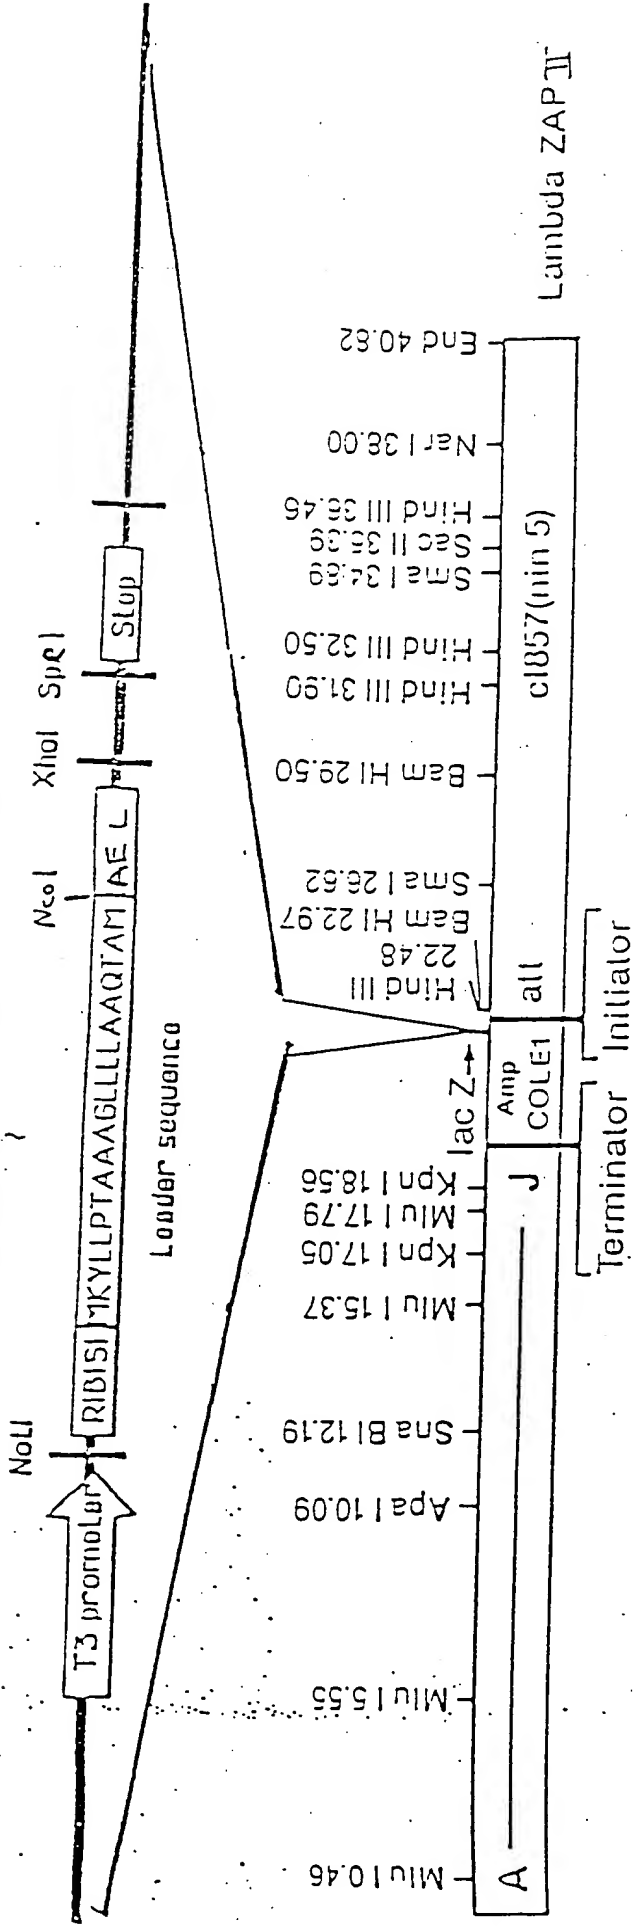 T3 promoter
NotI
RIBISI
MKYLLPTAAAGLLLLAAQTAM
NcoI
AE L
XhoI
SpeI
Stop
Leader sequence
Mlu I 0.46
Mlu I 5.55
Apa I 10.09
Sna BI 12.19
Mlu I 15.37
Kpn I 17.05
Mlu I 17.79
Kpn I 18.56
lac Z→
Hind III
22.48
Bam HI 22.97
Sma I 26.62
Bam HI 29.50
Hind III 31.90
Hind III 32.50
Sma I 34.89
Sac II 35.39
Hind III 36.46
Nar I 38.00
End 40.82
A
J
Amp
COLE1
att
cI857(nin 5)
Terminator
Initiator
Lambda ZAP II